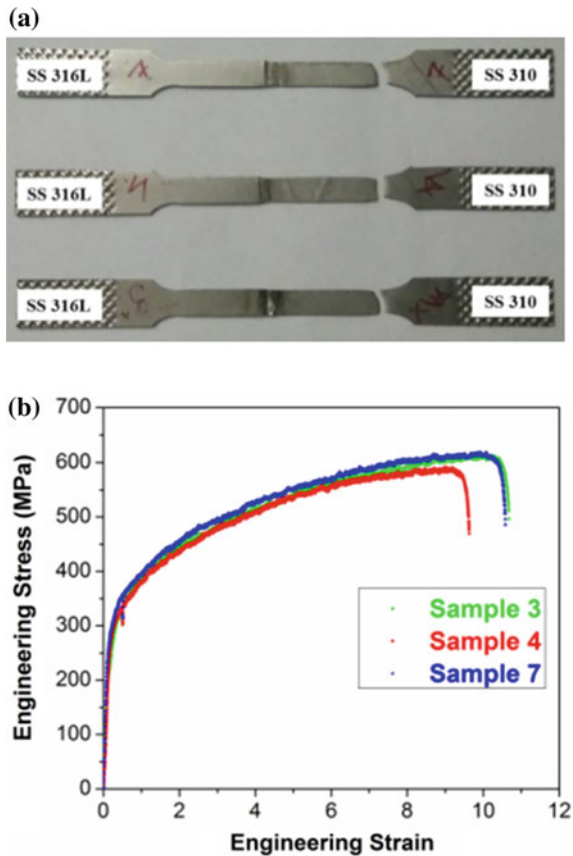 (a)
SS 316L SS 310
SS 316L SS 310
SS 316L SS 310
(b)
700
600
500
400
300
200
100
0
Engineering Stress (MPa)
Sample 3
Sample 4
Sample 7
0 2 4 6 8 10 12
Engineering Strain